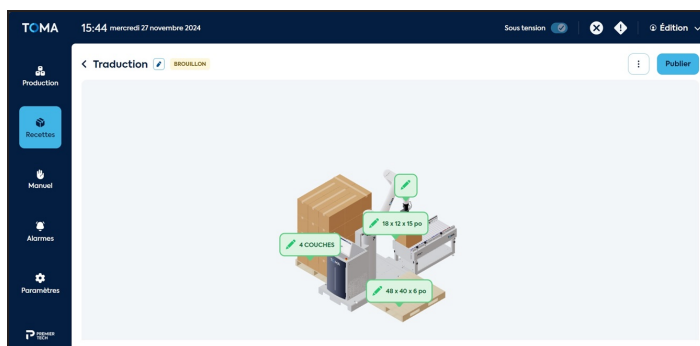 TOMA
15:44 mercredi 27 novembre 2024
Sous tension
Édition
Production
Recettes
Manuel
Alarmes
Paramètres
PREMIER
TECH
Traduction
BROUILLON
Publier
18 x 12 x 15 po
4 COUCHES
48 x 40 x 6 po